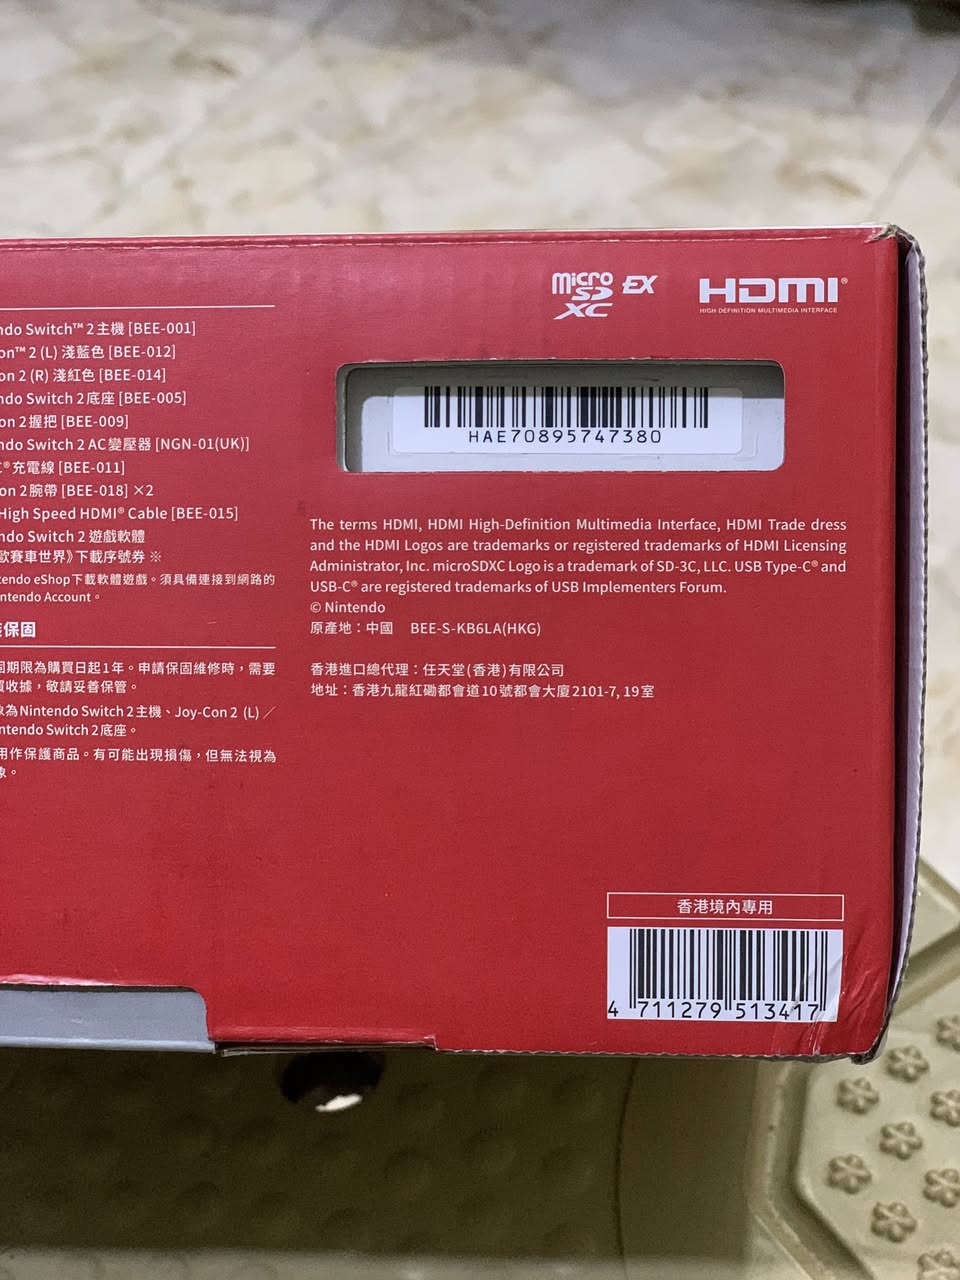 ndo Switch™ 2主機 [BEE-001]
on™ 2 (L) 淺藍色 [BEE-012]
on 2 (R) 淺紅色 [BEE-014]
ndo Switch 2底座 [BEE-005]
on 2握把 [BEE-009]
ndo Switch 2 AC變壓器 [NGN-01(UK)]
C®充電線 [BEE-011]
on 2腕帶 [BEE-018] ×2
High Speed HDMI® Cable [BEE-015]
ndo Switch 2 遊戲軟體
歐賽車世界》下載序號券 ※
tendo eShop下載軟體遊戲。須具備連接到網路的
ntendo Account。
保固
期限為購買日起1年。申請保固維修時，需要
買收據，敬請妥善保管。
象為Nintendo Switch 2主機、Joy-Con 2 (L)／
ntendo Switch 2底座。
用作保護商品。有可能出現損傷，但無法視為
象。
micro SD XC EX
HDMI®
HIGH DEFINITION MULTIMEDIA INTERFACE
HAE70895747380
The terms HDMI, HDMI High-Definition Multimedia Interface, HDMI Trade dress
and the HDMI Logos are trademarks or registered trademarks of HDMI Licensing
Administrator, Inc. microSDXC Logo is a trademark of SD-3C, LLC. USB Type-C® and
USB-C® are registered trademarks of USB Implementers Forum.
© Nintendo
原產地：中國 BEE-S-KB6LA(HKG)
香港進口總代理：任天堂(香港)有限公司
地址：香港九龍紅磡都會道10號都會大廈2101-7, 19室
香港境內專用
4 711279 513417